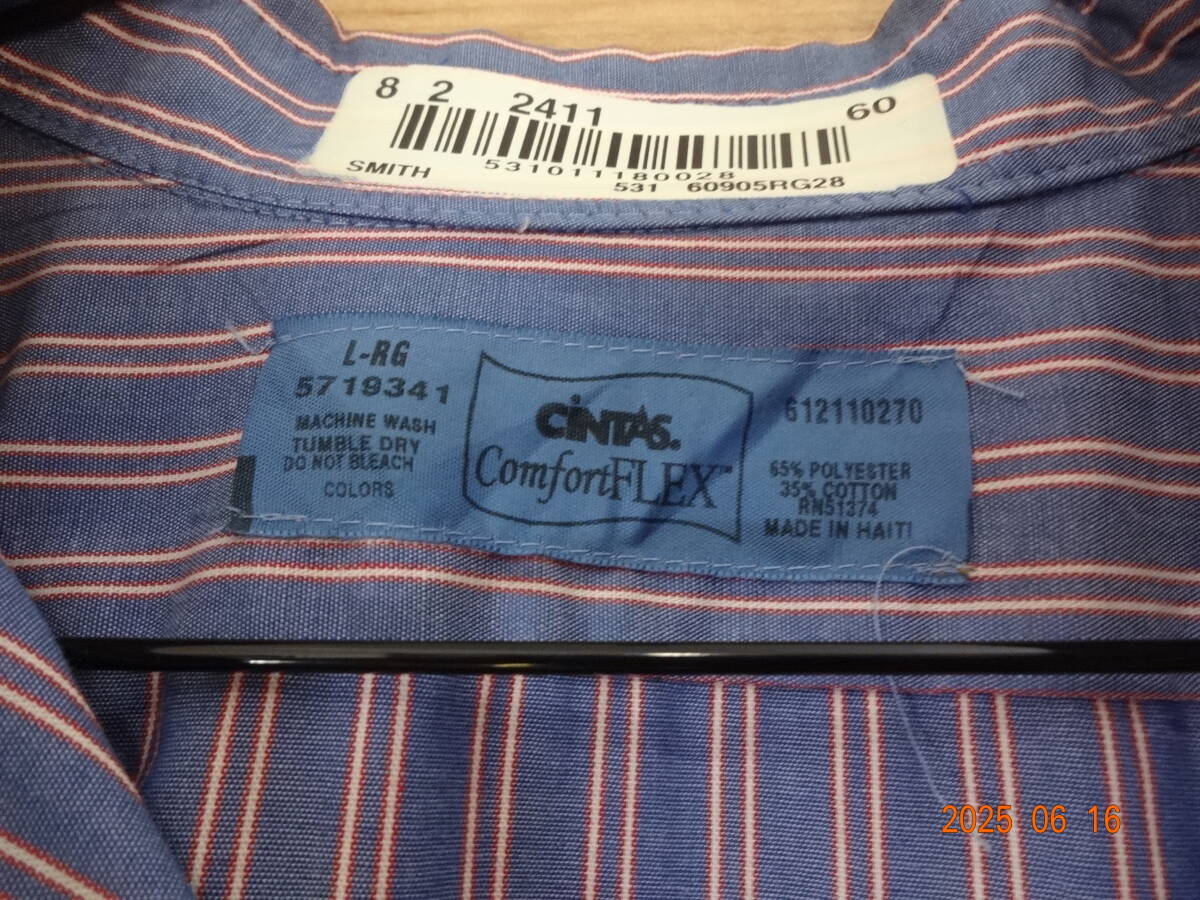 8 2 2411 60
SMITH 531011180028
531 60905RG28
L-RG
5719341
MACHINE WASH
TUMBLE DRY
DO NOT BLEACH
COLORS
CINTAS.
ComfortFLEX™
612110270
65% POLYESTER
35% COTTON
RN51374
MADE IN HAITI
2025 06 16